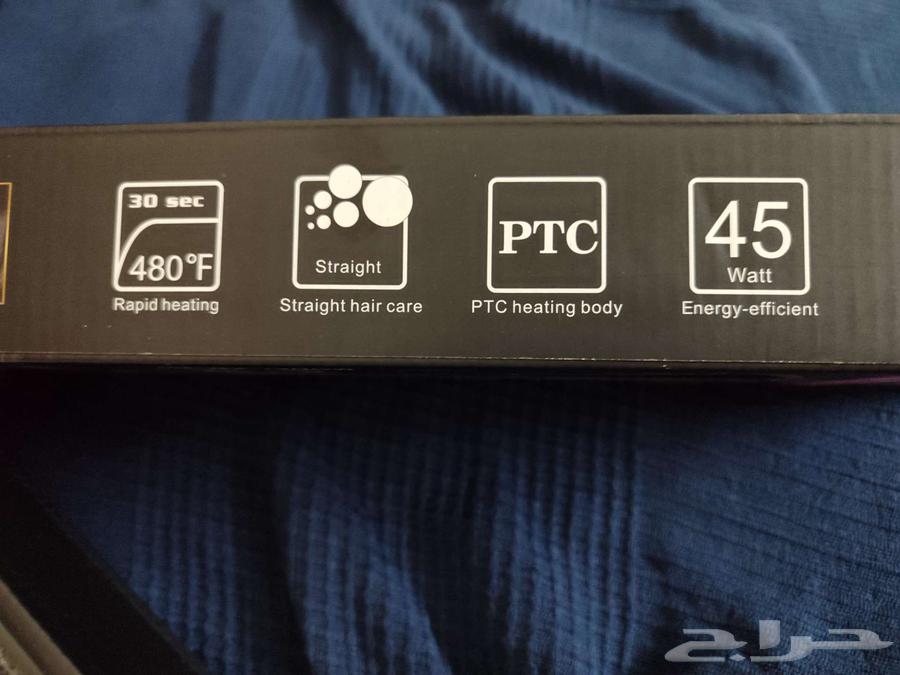 30 sec
480°F
Rapid heating
Straight
Straight hair care
PTC
PTC heating body
45
Watt
Energy-efficient
حراج